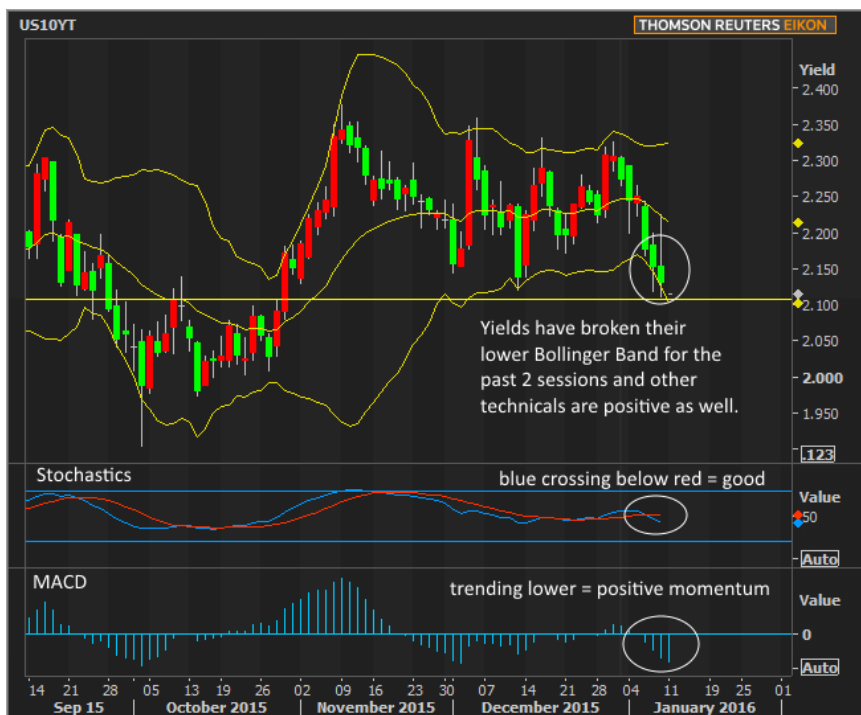 US10YT
THOMSON REUTERS EIKON
Yield
2.400
2.350
2.300
2.250
2.200
2.150
2.100
2.050
2.000
1.950
.123
Yields have broken their
lower Bollinger Band for the
past 2 sessions and other
technicals are positive as well.
Stochastics
blue crossing below red = good
Value
50
Auto
MACD
trending lower = positive momentum
Value
0
Auto
14 21 28 05 13 19 26 02 09 16 23 30 07 14 21 28 04 11 19 25 01
Sep 15 October 2015 November 2015 December 2015 January 2016